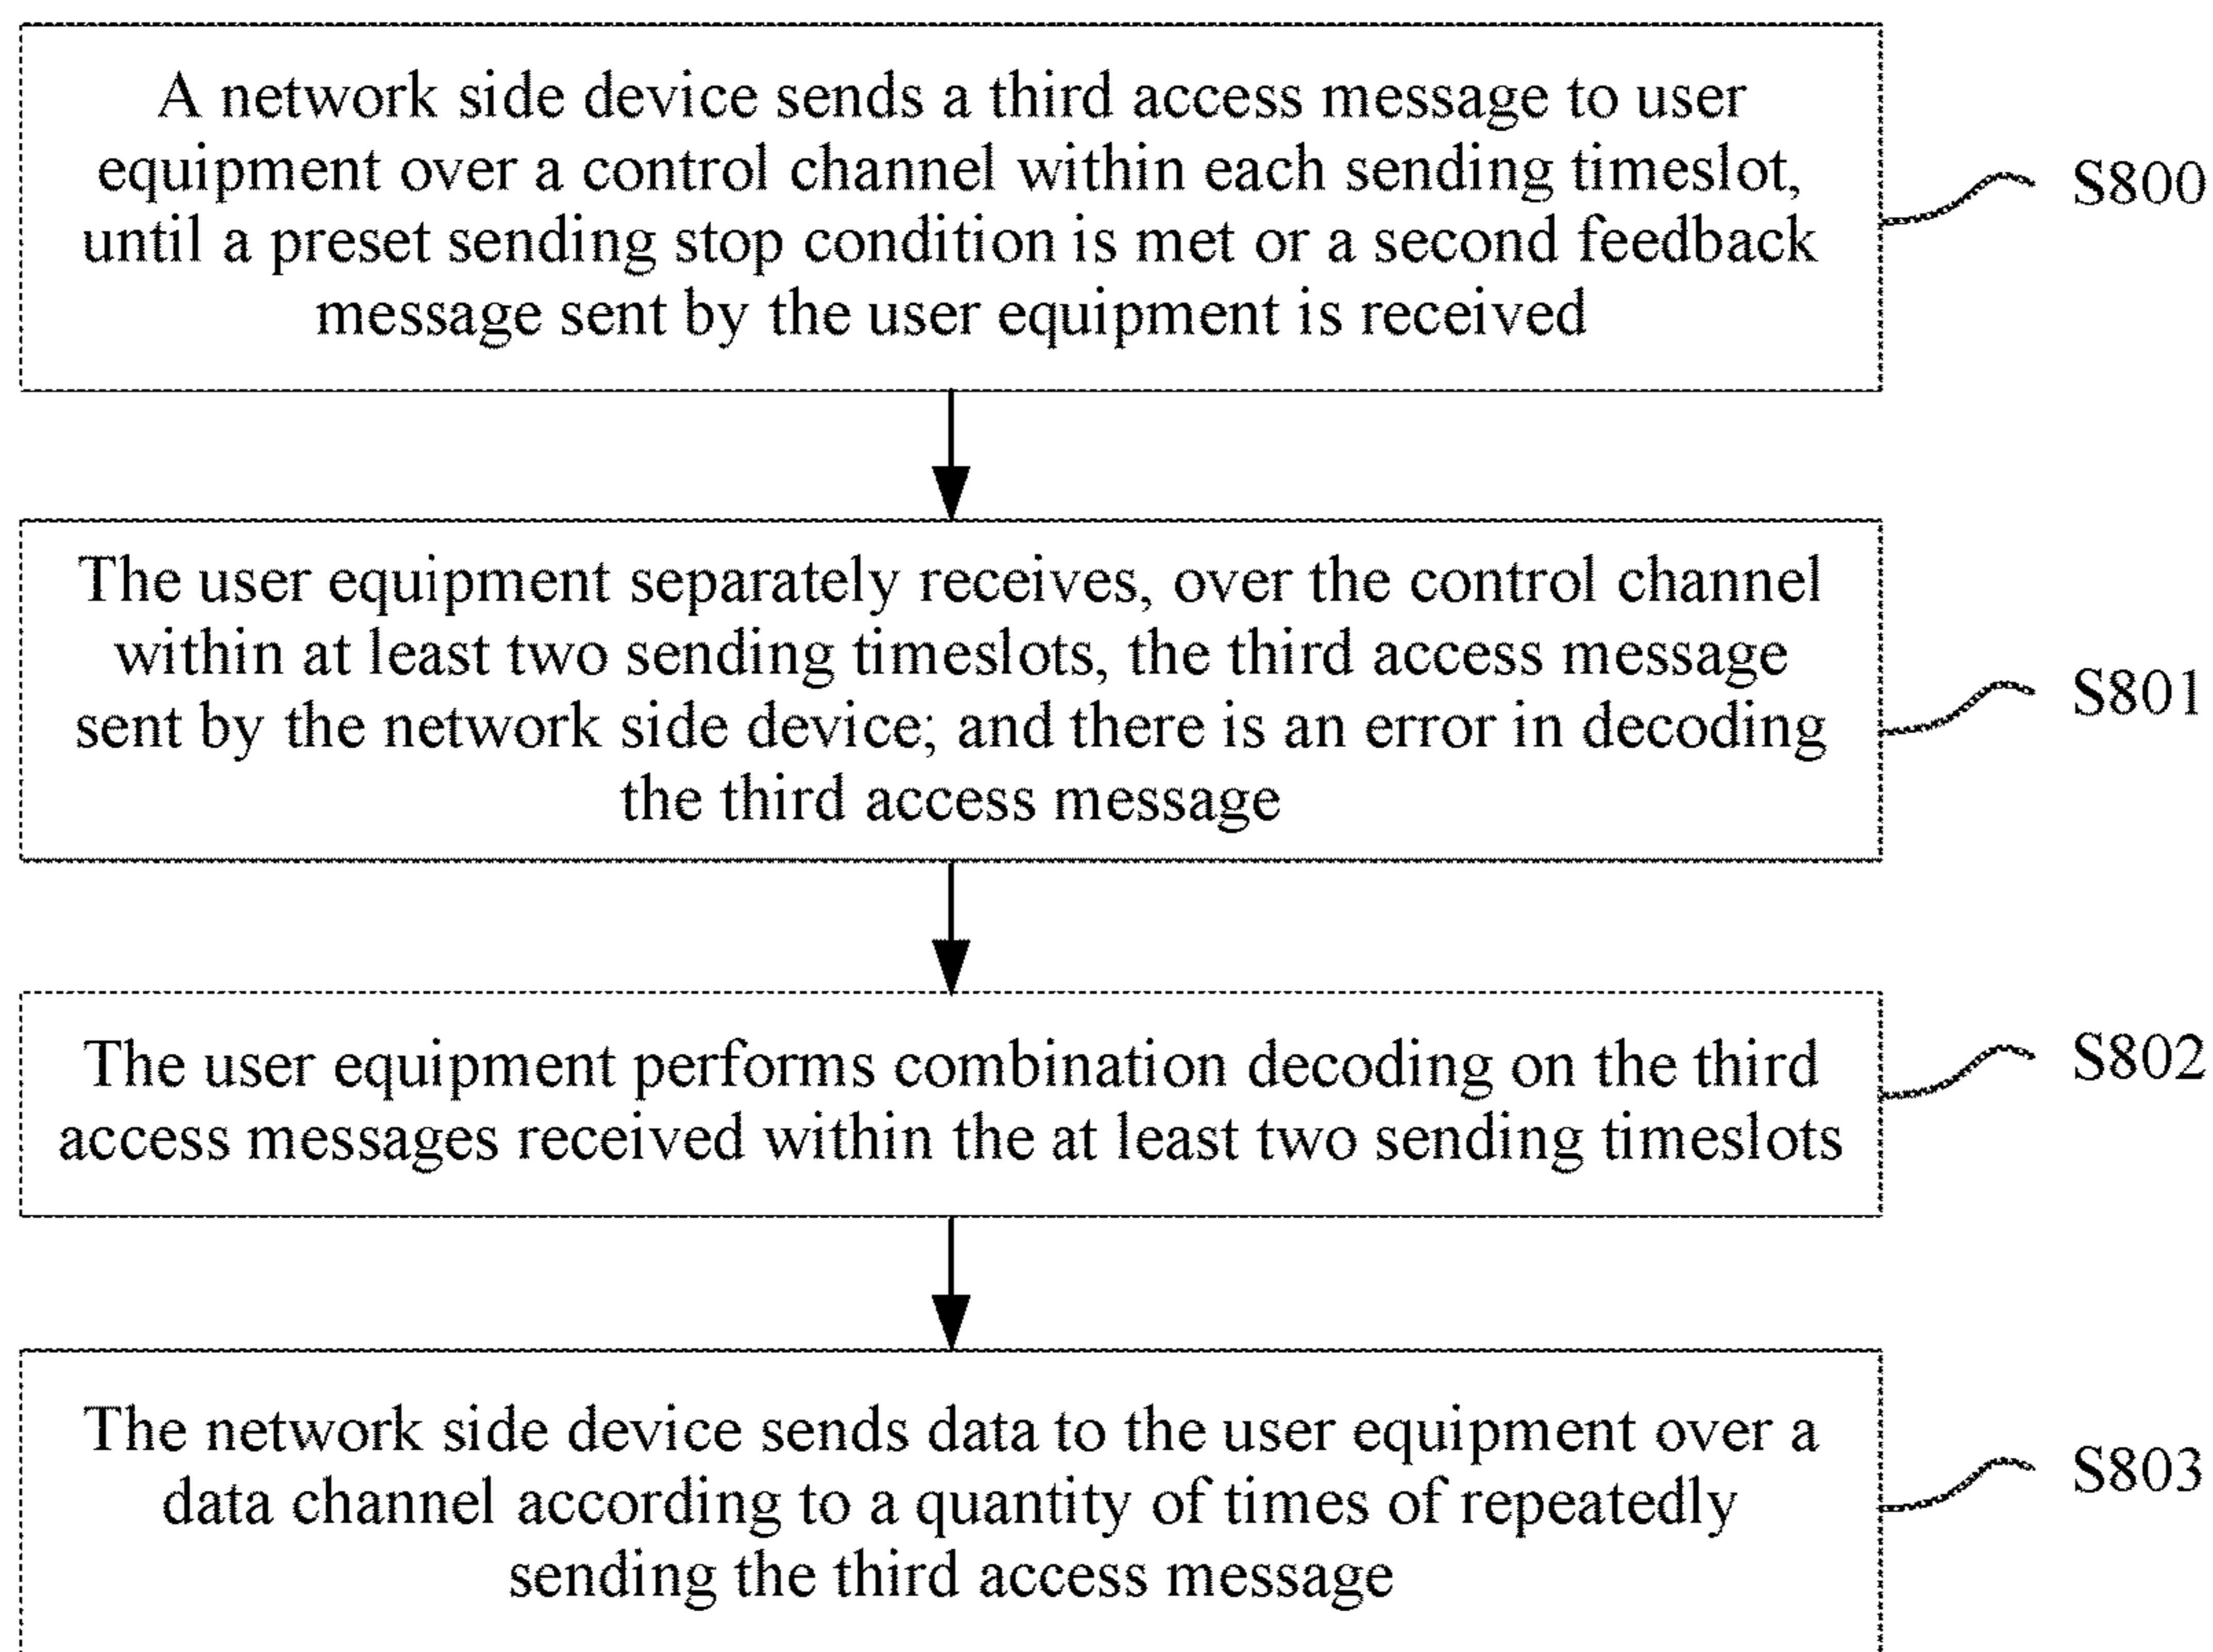 A network side device sends a third access message to user
equipment over a control channel within each sending timeslot,
until a preset sending stop condition is met or a second feedback
message sent by the user equipment is received
S800
The user equipment separately receives, over the control channel
within at least two sending timeslots, the third access message
sent by the network side device; and there is an error in decoding
the third access message
S801
The user equipment performs combination decoding on the third
access messages received within the at least two sending timeslots
S802
The network side device sends data to the user equipment over a
data channel according to a quantity of times of repeatedly
sending the third access message
S803